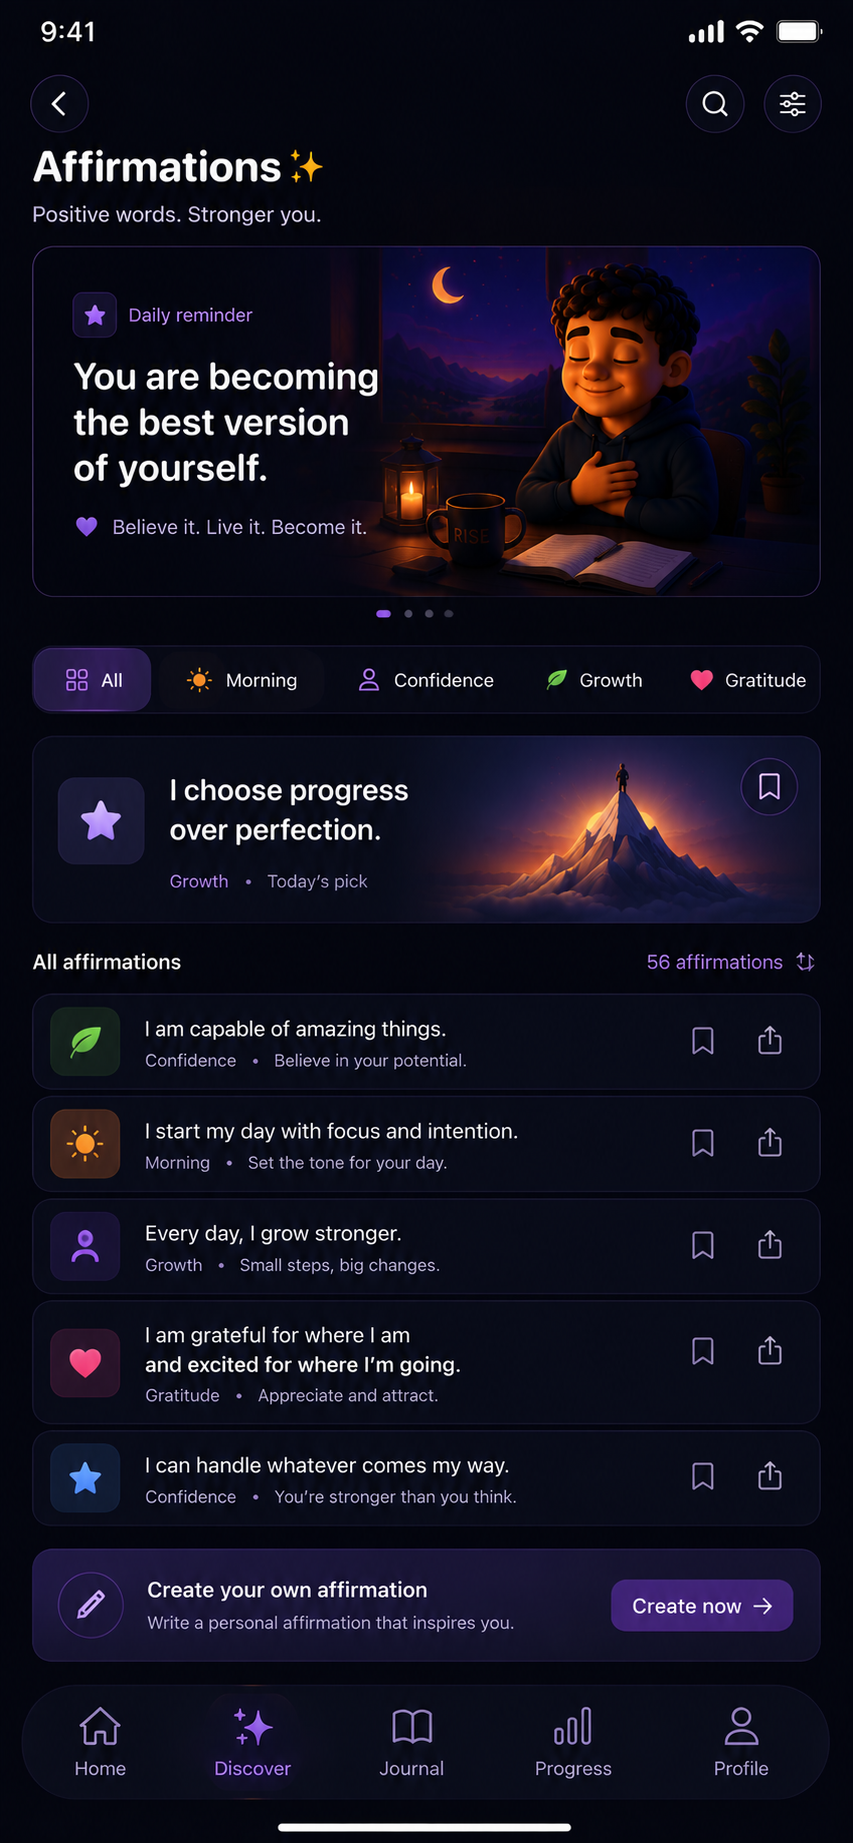 9:41
Affirmations
Positive words. Stronger you.
Daily reminder
You are becoming
the best version
of yourself.
Believe it. Live it. Become it.
RISE
All
Morning
Confidence
Growth
Gratitude
I choose progress
over perfection.
Growth • Today's pick
All affirmations
56 affirmations
I am capable of amazing things.
Confidence • Believe in your potential.
I start my day with focus and intention.
Morning • Set the tone for your day.
Every day, I grow stronger.
Growth • Small steps, big changes.
I am grateful for where I am
and excited for where I'm going.
Gratitude • Appreciate and attract.
I can handle whatever comes my way.
Confidence • You're stronger than you think.
Create your own affirmation
Write a personal affirmation that inspires you.
Create now →
Home
Discover
Journal
Progress
Profile